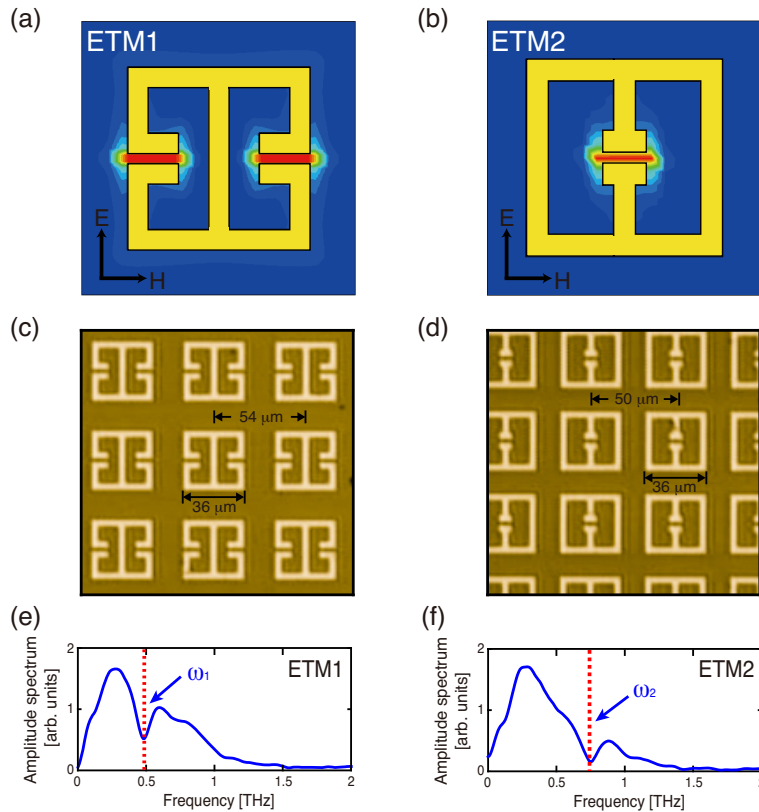 (a)
(b)
ETM1
ETM2
E
H
E
H
(c)
(d)
54 μm
36 μm
50 μm
36 μm
(e)
(f)
Amplitude spectrum
[arb. units]
2
1
0
ETM1
ω1
0
0.5
1
1.5
2
Frequency [THz]
Amplitude spectrum
[arb. units]
2
1
0
ETM2
ω2
0
0.5
1
1.5
2
Frequency [THz]